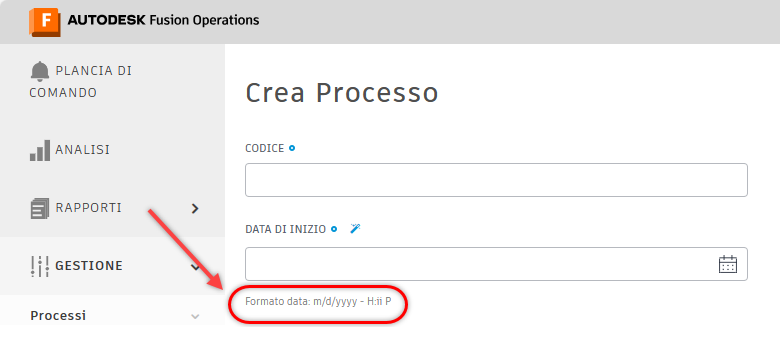 F AUTODESK Fusion Operations
PLANCIA DI
COMANDO
ANALISI
RAPPORTI
GESTIONE
Processi
Crea Processo
CODICE
DATA DI INIZIO
Formato data: m/d/yyyy - H:ii P